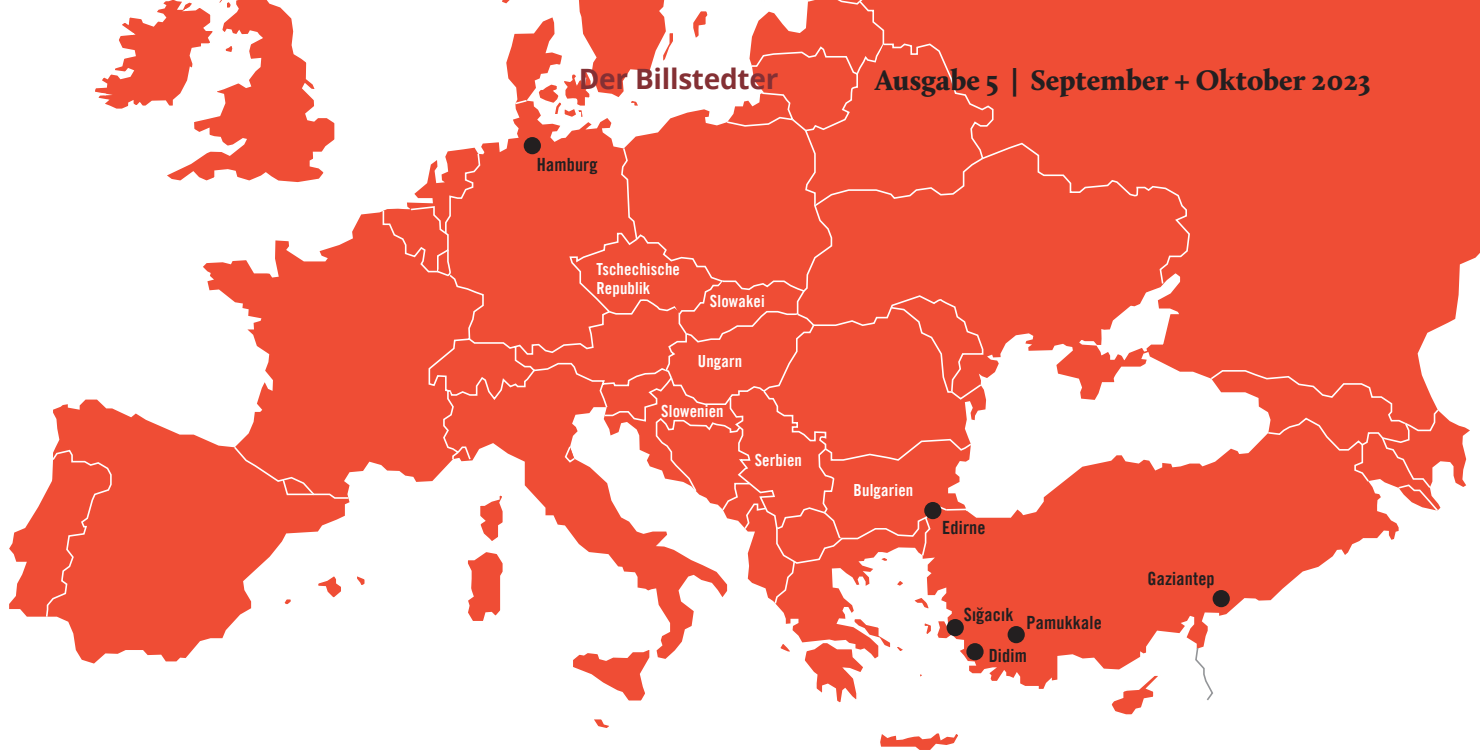 Der Billstedter
Ausgabe 5 | September + Oktober 2023
Hamburg
Tschechische
Republik
Slowakei
Ungarn
Slowenien
Serbien
Bulgarien
Edirne
Gaziantep
Sığacık
Pamukkale
Didim